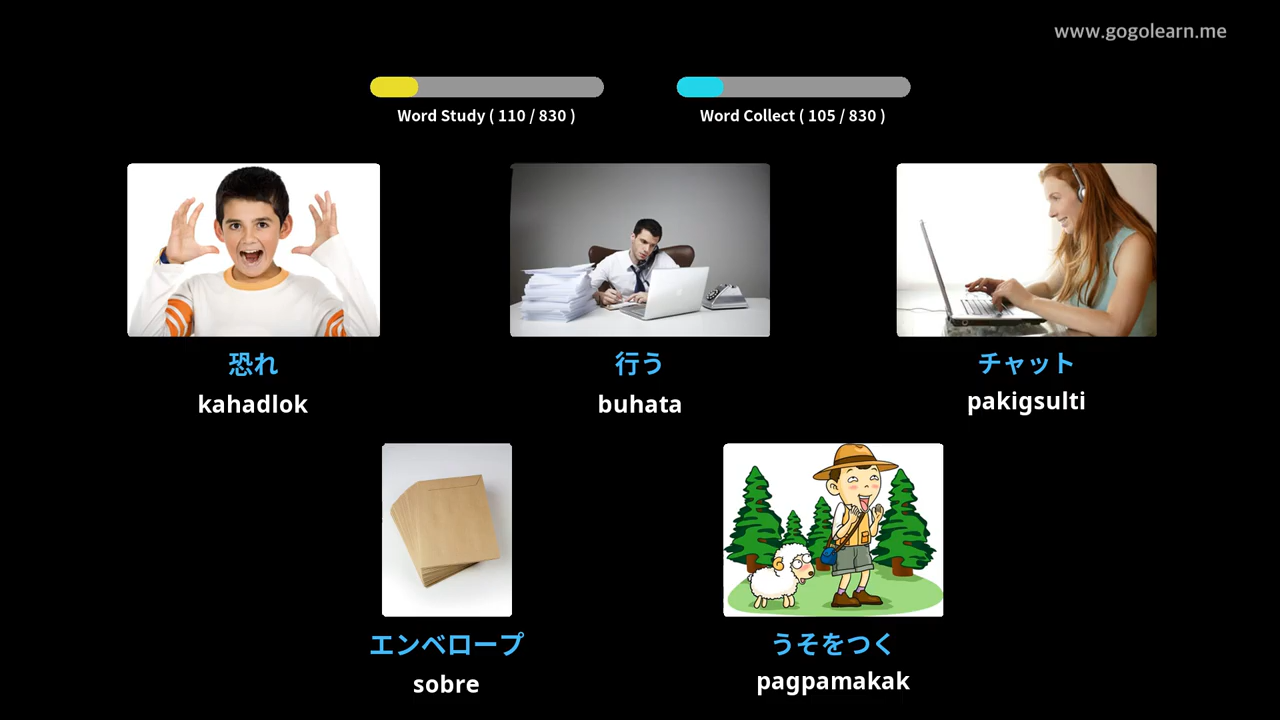 www.gogolearn.me
Word Study ( 110 / 830 )
Word Collect ( 105 / 830 )
恐れ
行う
チャット
kahadlok
buhata
pakigsulti
エンベロープ
うそをつく
sobre
pagpamakak